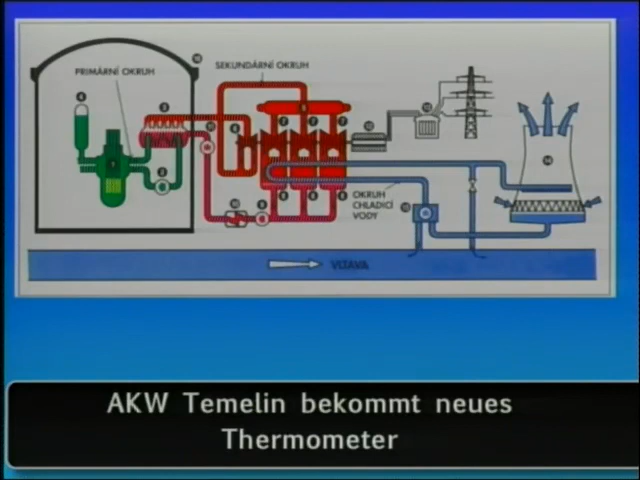 PRIMÁRNÍ OKRUH
SEKUNDÁRNÍ OKRUH
OKRUH
CHLADICÍ
VODY
VLTAVA
AKW Temelin bekommt neues
Thermometer